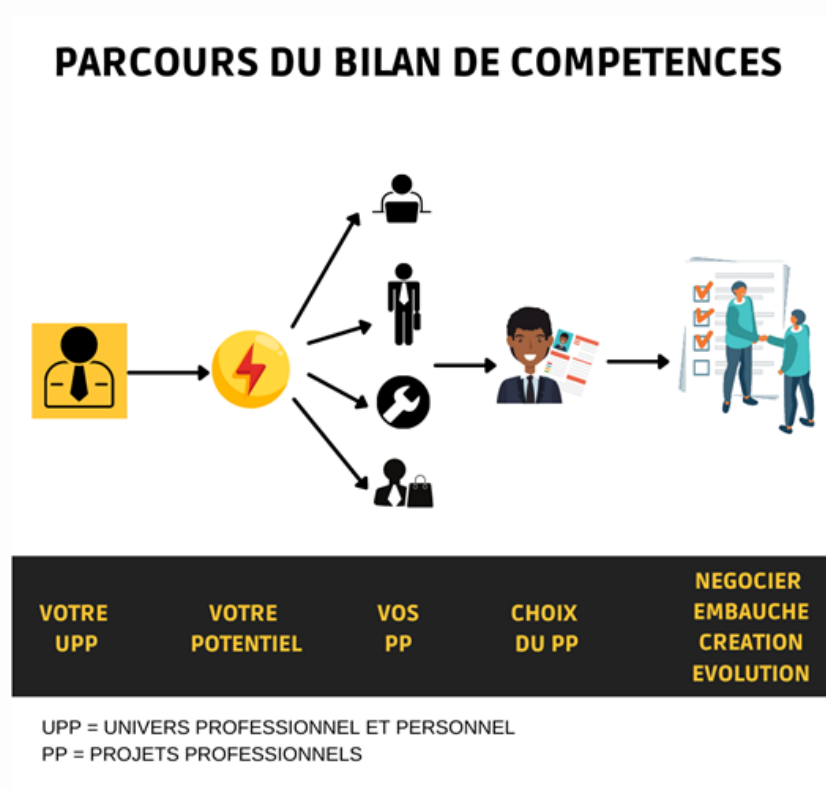 PARCOURS DU BILAN DE COMPETENCES
VOTRE
UPP
VOTRE
POTENTIEL
VOS
PP
CHOIX
DU PP
NEGOCIER
EMBAUCHE
CREATION
EVOLUTION
UPP = UNIVERS PROFESSIONNEL ET PERSONNEL
PP = PROJETS PROFESSIONNELS